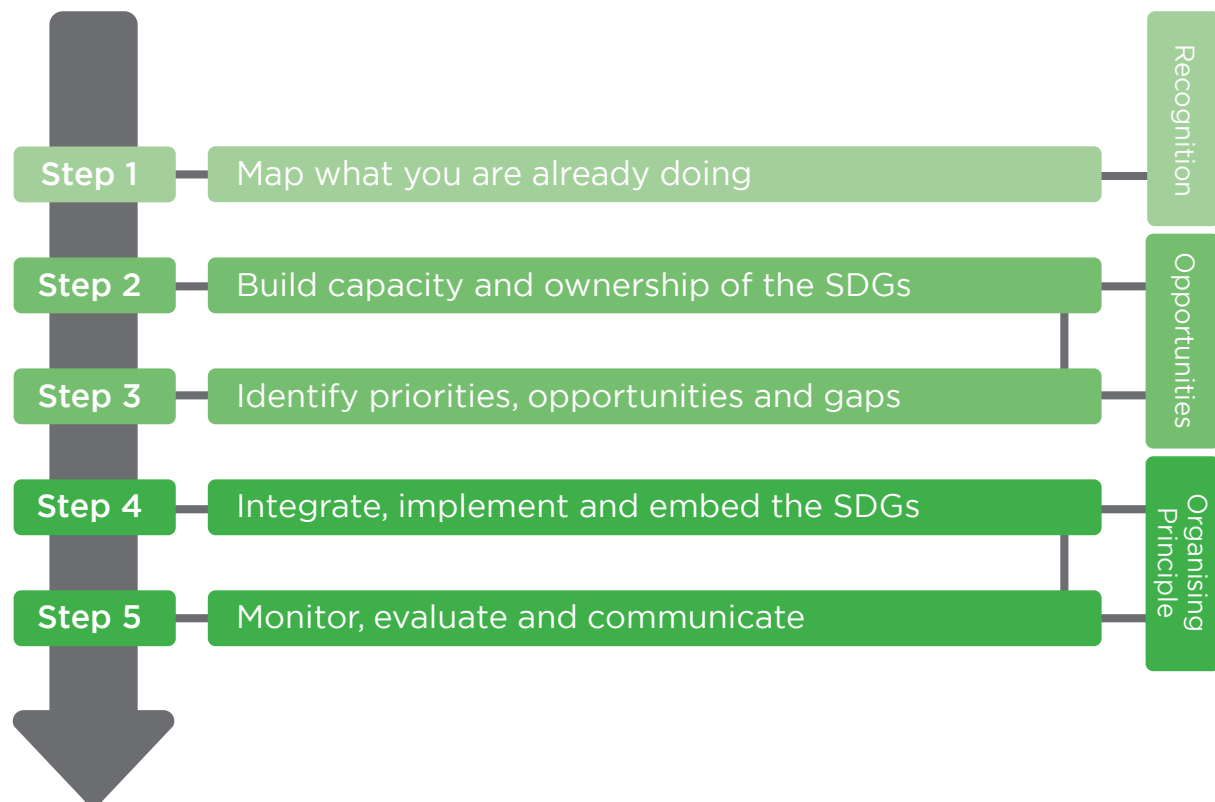 Recognition
Step 1
Map what you are already doing
Step 2
Build capacity and ownership of the SDGs
Opportunities
Step 3
Identify priorities, opportunities and gaps
Step 4
Integrate, implement and embed the SDGs
Organising
Principle
Step 5
Monitor, evaluate and communicate